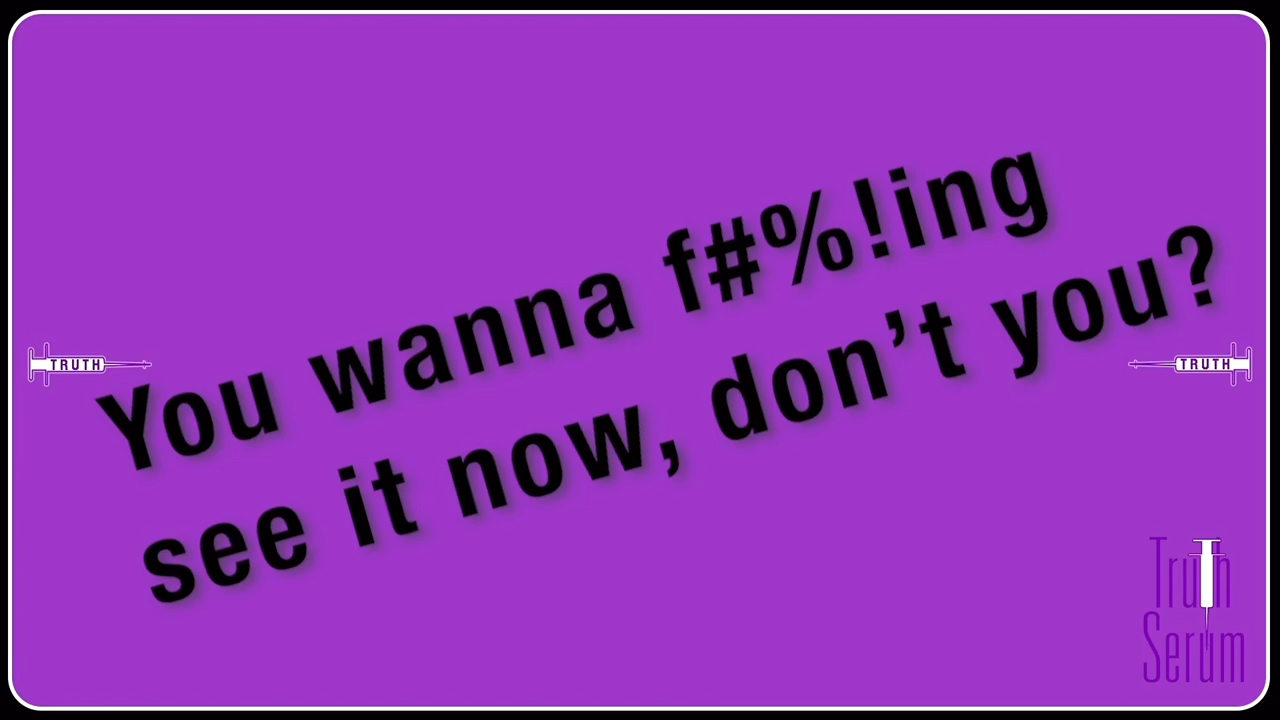 You wanna f#%!ing
see it now, don’t you?
TRUTH
TRUTH
Truth
Serum